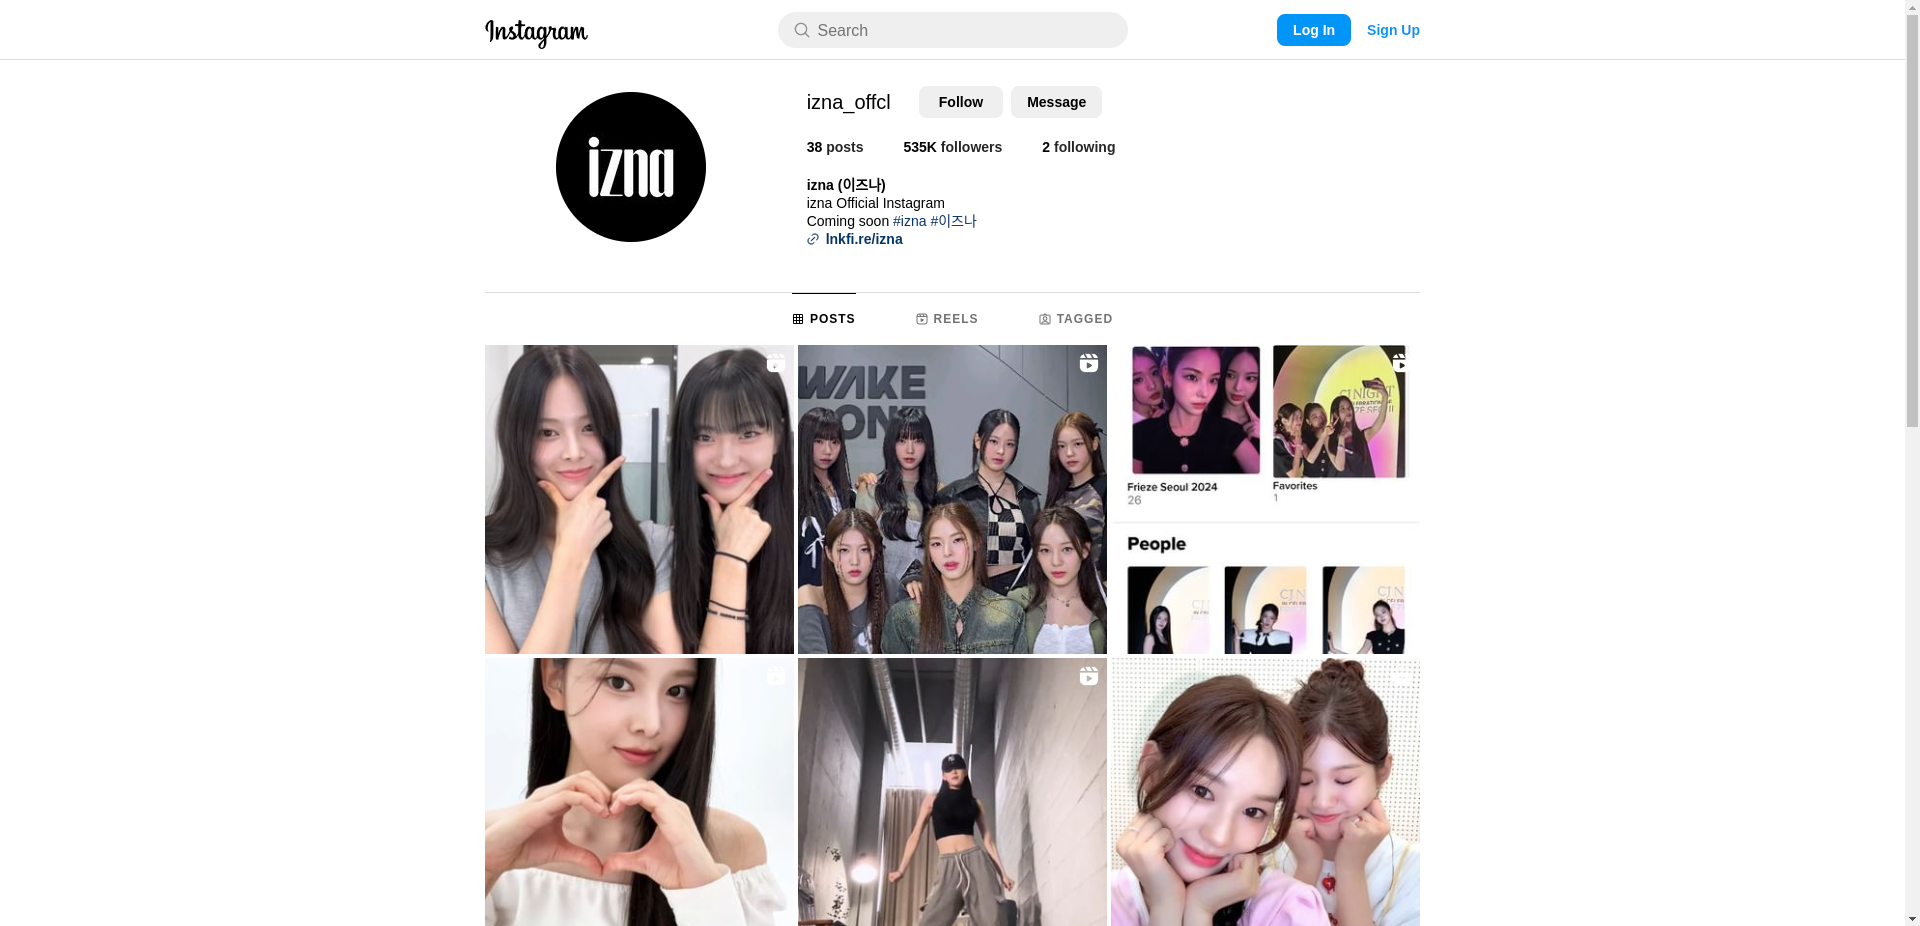 Instagram
Search
Log In
Sign Up
izna
izna_offcl
Follow
Message
38 posts
535K followers
2 following
izna (이즈나)
izna Official Instagram
Coming soon #izna #이즈나
lnkfi.re/izna
POSTS
REELS
TAGGED
WAKE
ONE
CJ NIGHT
Frieze Seoul 2024
26
Favorites
1
People